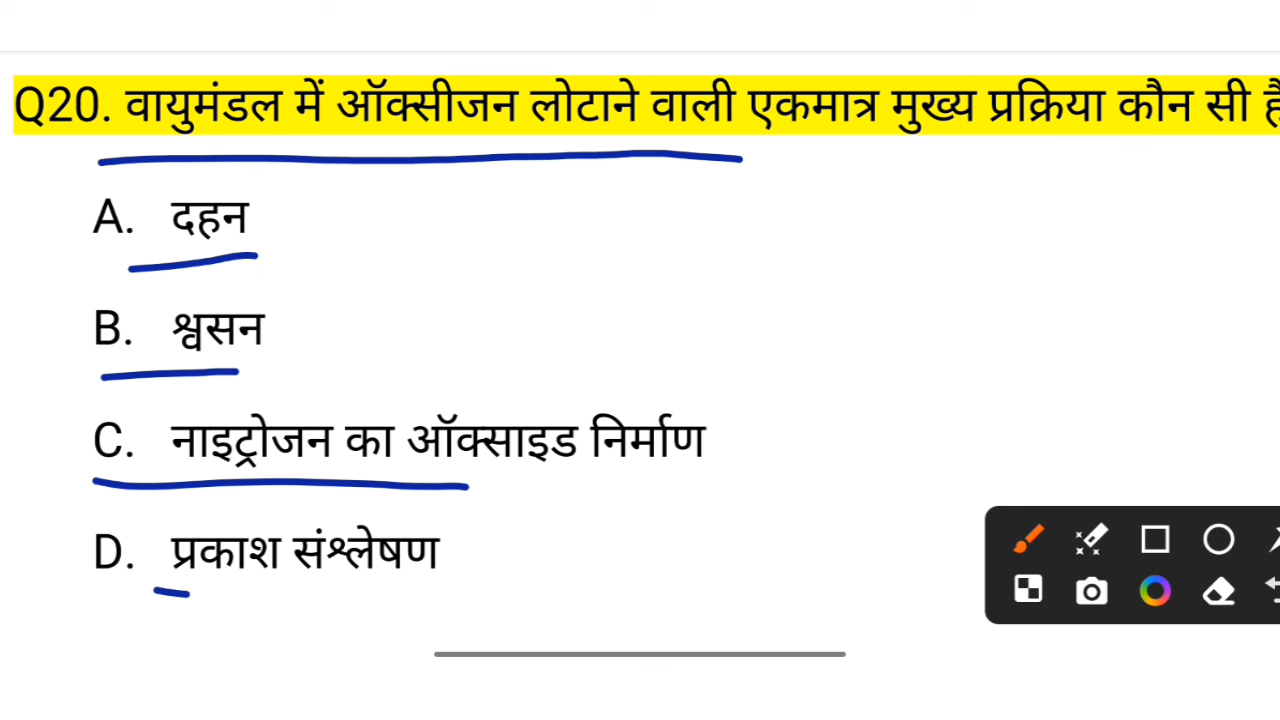 Q20. वायुमंडल में ऑक्सीजन लोटाने वाली एकमात्र मुख्य प्रक्रिया कौन सी है
A. दहन
B. श्वसन
C. नाइट्रोजन का ऑक्साइड निर्माण
D. प्रकाश संश्लेषण